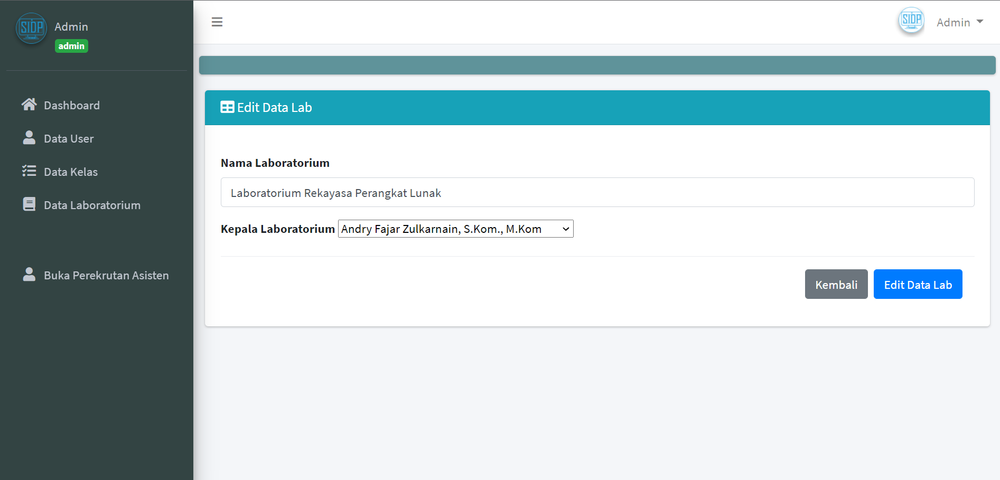 SIDP
Admin
admin
Dashboard
Data User
Data Kelas
Data Laboratorium
Buka Perekrutan Asisten
SIDP
Admin
Edit Data Lab
Nama Laboratorium
Laboratorium Rekayasa Perangkat Lunak
Kepala Laboratorium Andry Fajar Zulkarnain, S.Kom., M.Kom
Kembali Edit Data Lab